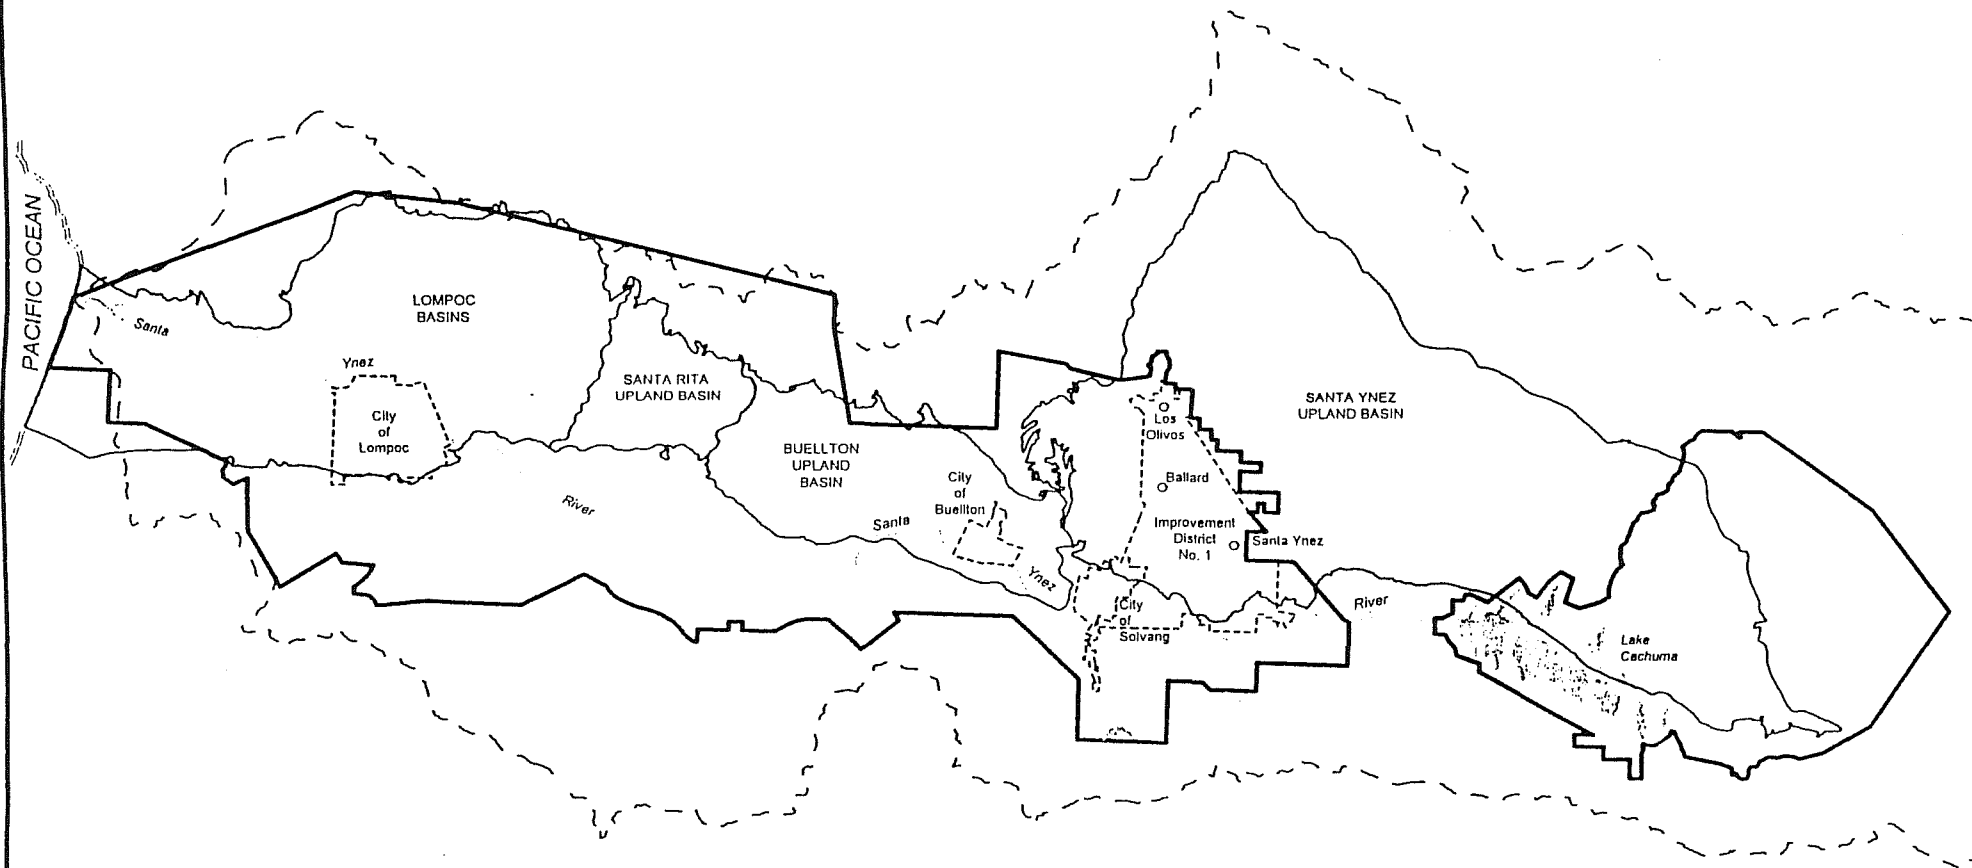 PACIFIC OCEAN
Santa
Ynez
LOMPOC
BASINS
City
of
Lompoc
SANTA RITA
UPLAND BASIN
River
BUELLTON
UPLAND
BASIN
City
of
Buellton
Santa
Ynez
SANTA YNEZ
UPLAND BASIN
Los
Olivos
Ballard
Improvement
District
No. 1
Santa Ynez
City
of
Solvang
River
Lake
Cachuma